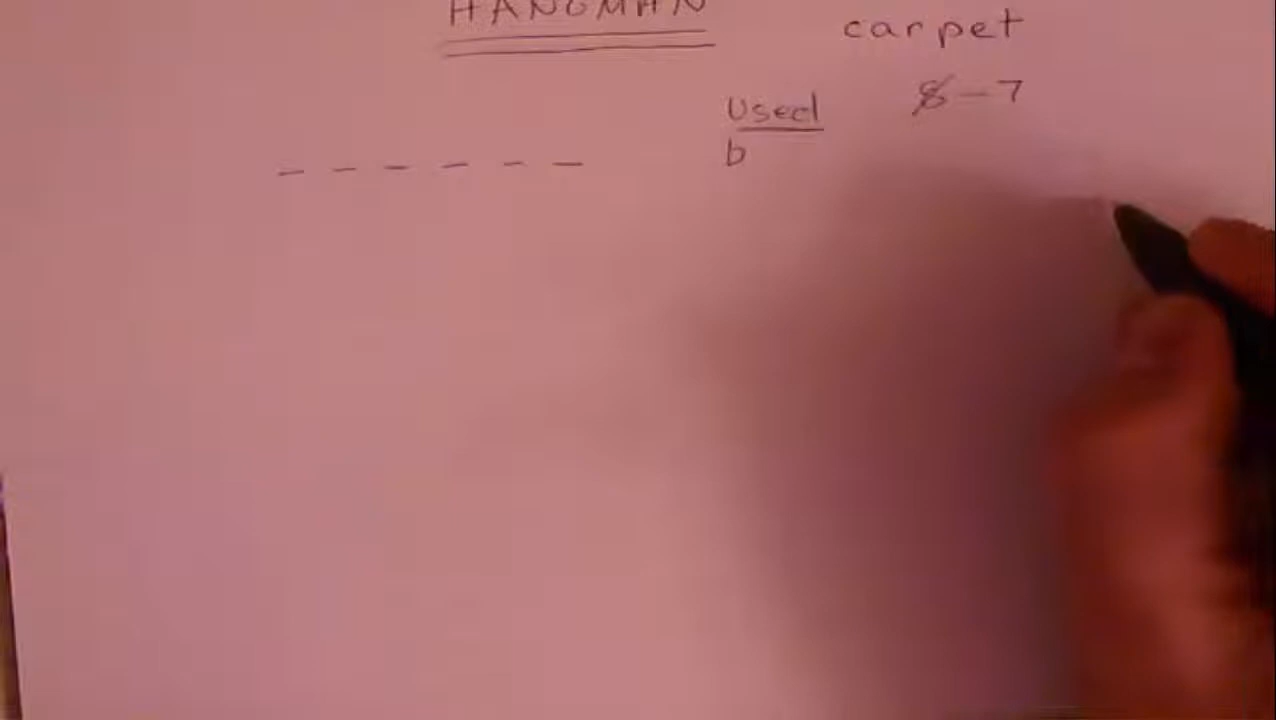 HANGMAN
carpet
8 - 7
Used
b
_ _ _ _ _ _